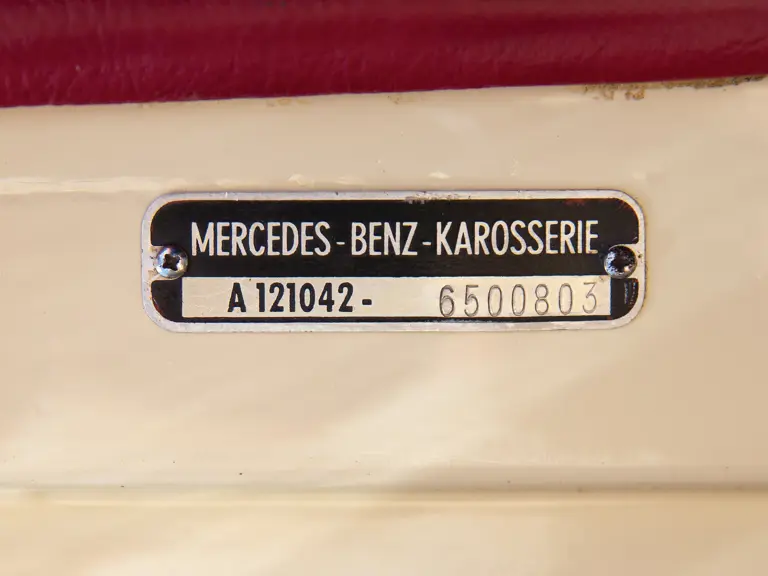 MERCEDES-BENZ-KAROSSERIE
A 121042- 6500803